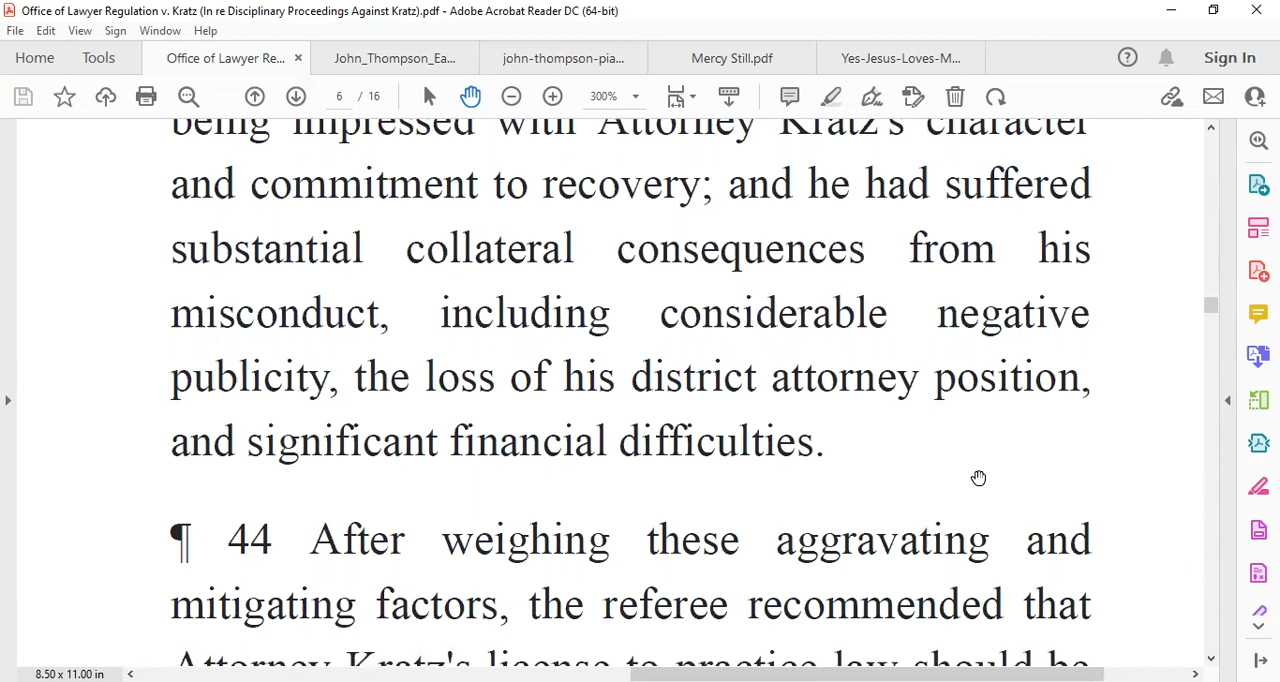 Office of Lawyer Regulation v. Kratz (In re Disciplinary Proceedings Against Kratz).pdf - Adobe Acrobat Reader DC (64-bit)
File Edit View Sign Window Help
Home Tools Office of Lawyer Re... × John_Thompson_Ea... john-thompson-pia... Mercy Still.pdf Yes-Jesus-Loves-M... Sign In
6 / 16 300%
being impressed with Attorney Kratz's character
and commitment to recovery; and he had suffered
substantial collateral consequences from his
misconduct, including considerable negative
publicity, the loss of his district attorney position,
and significant financial difficulties.
¶ 44 After weighing these aggravating and
mitigating factors, the referee recommended that
Attorney Kratz's license to practice law should be
8.50 x 11.00 in